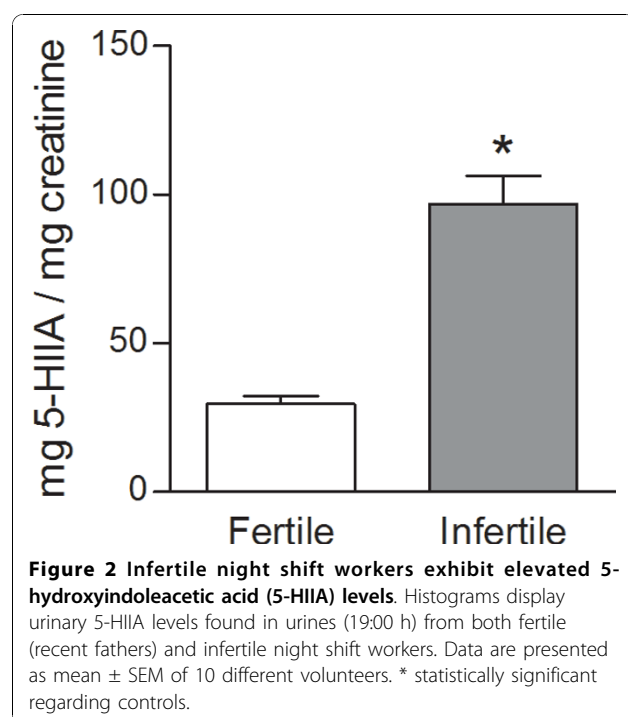 mg 5-HIIA / mg creatinine
150
100
50
0
*
Fertile Infertile
Figure 2 Infertile night shift workers exhibit elevated 5-
hydroxyindoleacetic acid (5-HIIA) levels. Histograms display
urinary 5-HIIA levels found in urines (19:00 h) from both fertile
(recent fathers) and infertile night shift workers. Data are presented
as mean ± SEM of 10 different volunteers. * statistically significant
regarding controls.